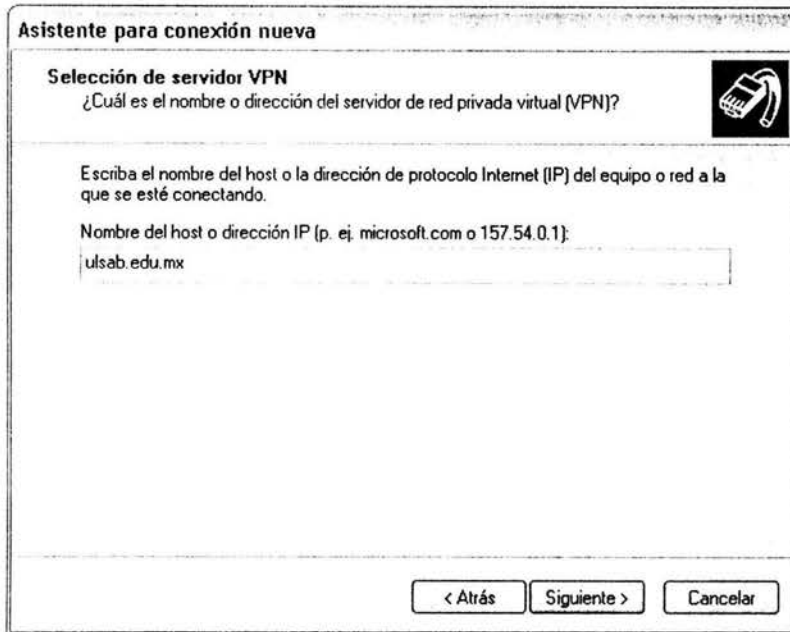 Asistente para conexión nueva
Selección de servidor VPN
¿Cuál es el nombre o dirección del servidor de red privada virtual (VPN)?
Escriba el nombre del host o la dirección de protocolo Internet (IP) del equipo o red a la
que se esté conectando.
Nombre del host o dirección IP (p. ej. microsoft.com o 157.54.0.1):
ulsab.edu.mx
< Atrás
Siguiente >
Cancelar